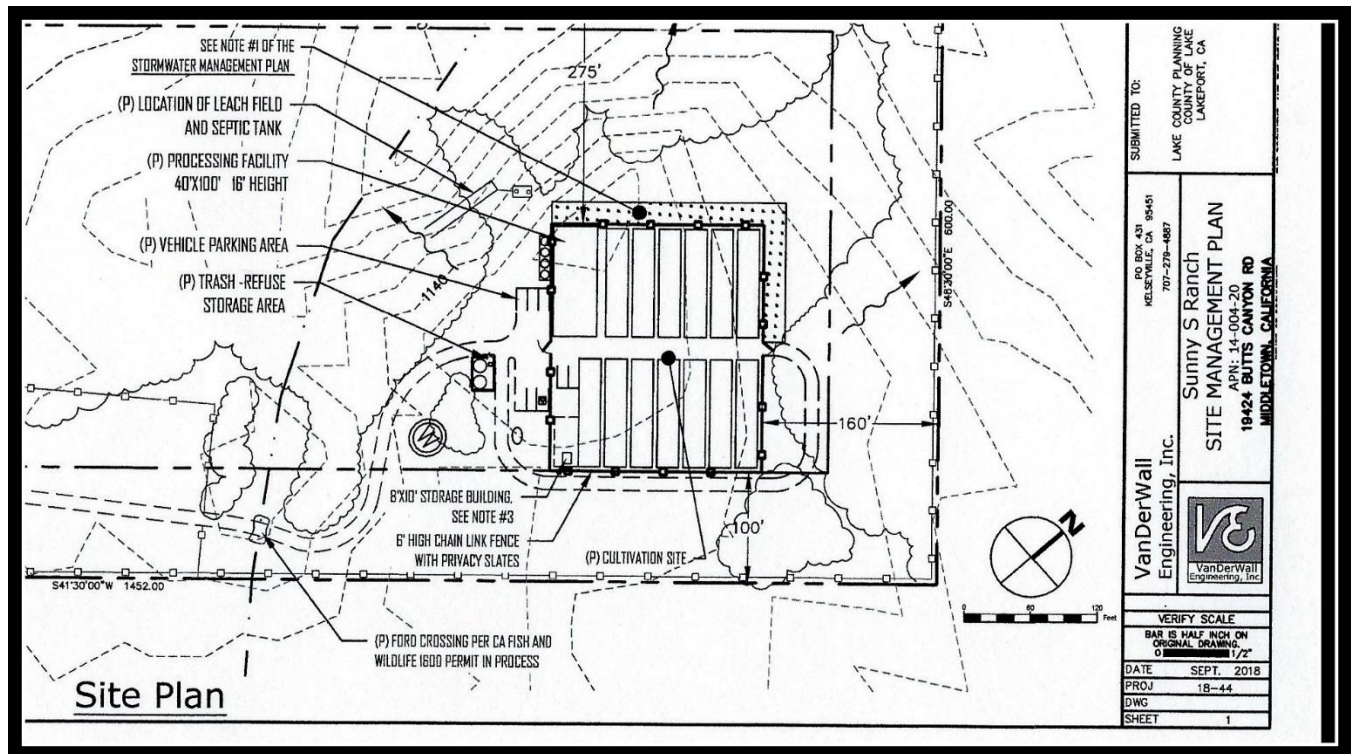 SEE NOTE #1 OF THE
STORMWATER MANAGEMENT PLAN
(P) LOCATION OF LEACH FIELD
AND SEPTIC TANK
(P) PROCESSING FACILITY
40'X100' 16' HEIGHT
(P) VEHICLE PARKING AREA
(P) TRASH-REFUSE
STORAGE AREA
275'
1140
160'
100'
S48°30'00"E 600.00
S41°30'00"W 1452.00
W
8'X10' STORAGE BUILDING,
SEE NOTE #3
6' HIGH CHAIN LINK FENCE
WITH PRIVACY SLATES
(P) CULTIVATION SITE
(P) FORD CROSSING PER CA FISH AND
WILDLIFE 1600 PERMIT IN PROCESS
N
0 60 120
Feet
Site Plan
SUBMITTED TO:
LAKE COUNTY PLANNING
COUNTY OF LAKE
LAKEPORT, CA
PO BOX 431
KELSEYVILLE, CA 95451
707-279-4887
VanDerWall
Engineering, Inc.
Sunny S Ranch
SITE MANAGEMENT PLAN
APN: 14-004-20
19424 BUTTS CANYON RD
MIDDLETOWN, CALIFORNIA
VE
VanDerWall
Engineering, Inc
VERIFY SCALE
BAR IS HALF INCH ON
ORIGINAL DRAWING.
0 1/2"
DATE SEPT. 2018
PROJ 18-44
DWG
SHEET 1